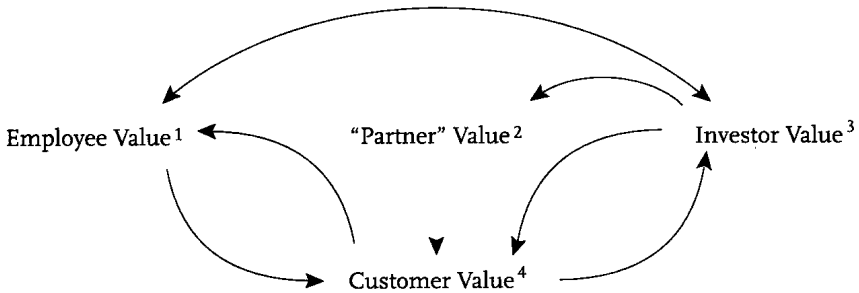 Employee Value¹ “Partner” Value² Investor Value³
Customer Value⁴